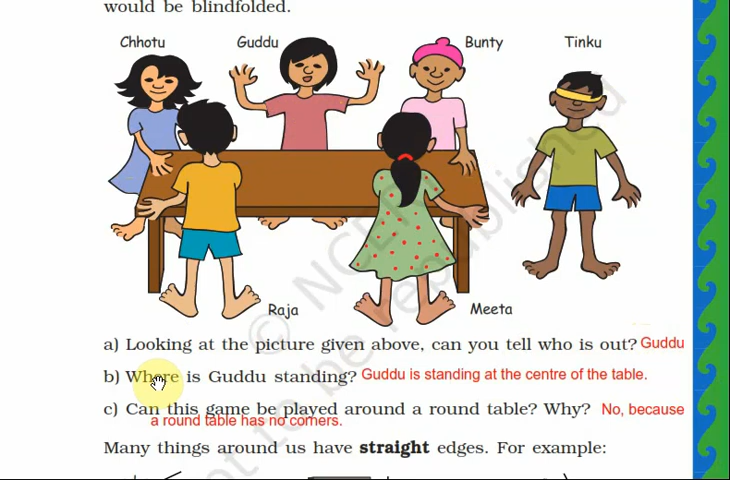 would be blindfolded.
Chhotu Guddu Bunty Tinku
Raja Meeta
a) Looking at the picture given above, can you tell who is out? Guddu
b) Where is Guddu standing? Guddu is standing at the centre of the table.
c) Can this game be played around a round table? Why? No, because
a round table has no corners.
Many things around us have straight edges. For example: